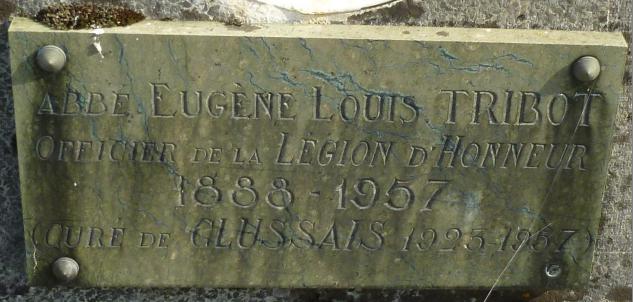 ABBÉ EUGÈNE LOUIS TRIBOT
OFFICIER DE LA LÉGION D'HONNEUR
1888-1957
(CURÉ DE CLUSSAIS 1925-1957)